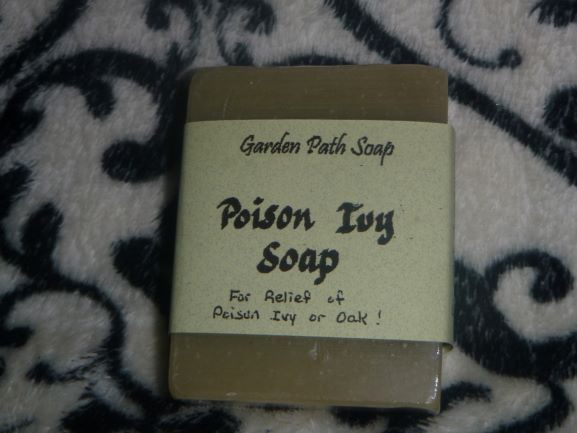 Garden Path Soap
Poison Ivy
Soap
For Relief of
Poison Ivy or Oak!